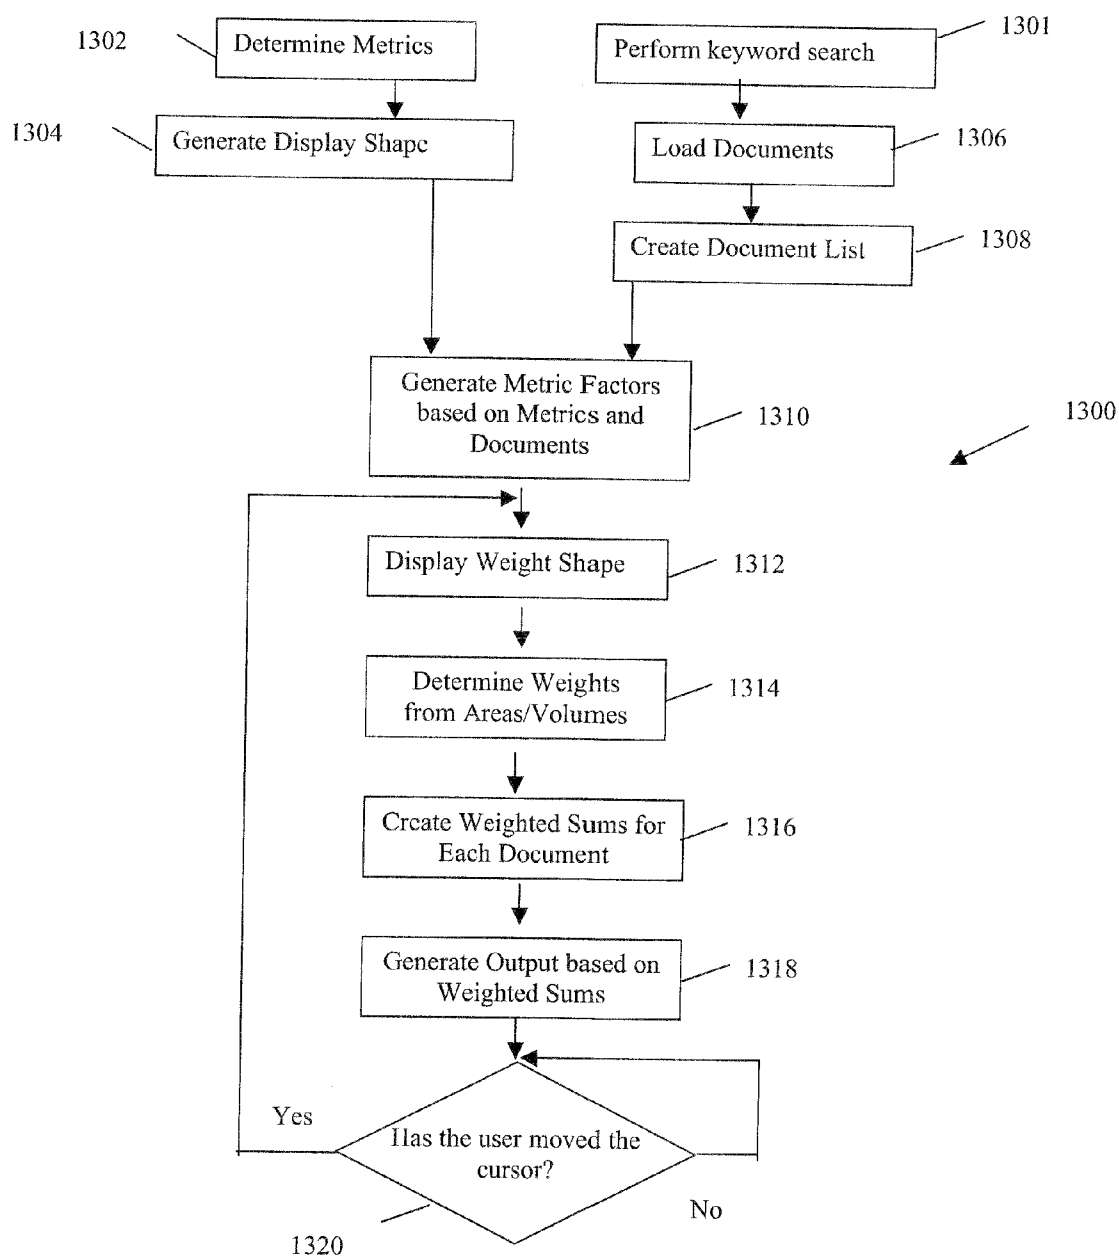 1302
Determine Metrics
Perform keyword search
1301
1304
Generate Display Shape
Load Documents
1306
Create Document List
1308
Generate Metric Factors
based on Metrics and
Documents
1310
1300
Display Weight Shape
1312
Determine Weights
from Areas/Volumes
1314
Create Weighted Sums for
Each Document
1316
Generate Output based on
Weighted Sums
1318
Yes
Has the user moved the
cursor?
No
1320